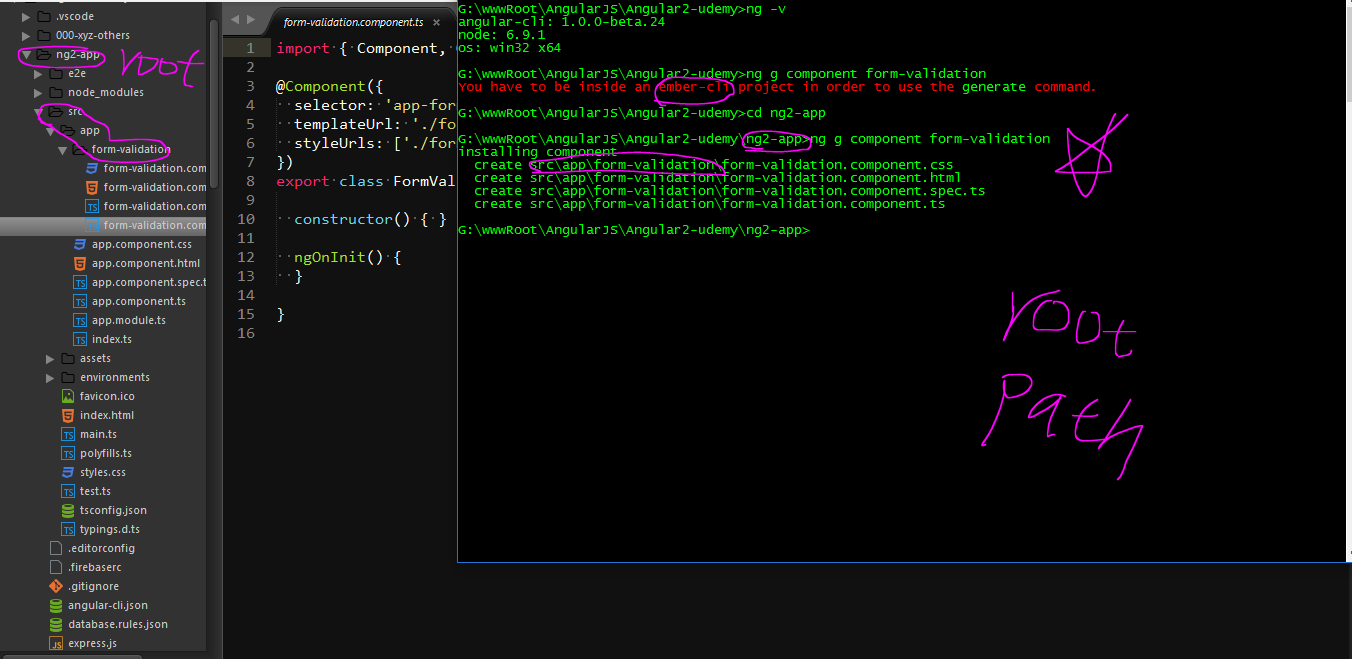 .vscode
000-xyz-others
ng2-app
root
e2e
node_modules
src
app
form-validation
form-validation.com
form-validation.com
form-validation.com
form-validation.com
app.component.css
app.component.html
app.component.spec.t
app.component.ts
app.module.ts
index.ts
assets
environments
favicon.ico
index.html
main.ts
polyfills.ts
styles.css
test.ts
tsconfig.json
typings.d.ts
.editorconfig
.firebaserc
.gitignore
angular-cli.json
database.rules.json
express.js
form-validation.component.ts ×
1 import { Component,
2
3 @Component({
4 selector: 'app-for
5 templateUrl: './fo
6 styleUrls: ['./for
7 })
8 export class FormVal
9
10 constructor() { }
11
12 ngOnInit() {
13 }
14
15 }
16
G:\wwwRoot\AngularJS\Angular2-udemy>ng -v
angular-cli: 1.0.0-beta.24
node: 6.9.1
os: win32 x64
G:\wwwRoot\AngularJS\Angular2-udemy>ng g component form-validation
You have to be inside an ember-cli project in order to use the generate command.
G:\wwwRoot\AngularJS\Angular2-udemy>cd ng2-app
G:\wwwRoot\AngularJS\Angular2-udemy\ng2-app>ng g component form-validation
installing component
create src\app\form-validation\form-validation.component.css
create src\app\form-validation\form-validation.component.html
create src\app\form-validation\form-validation.component.spec.ts
create src\app\form-validation\form-validation.component.ts
G:\wwwRoot\AngularJS\Angular2-udemy\ng2-app>
root
path